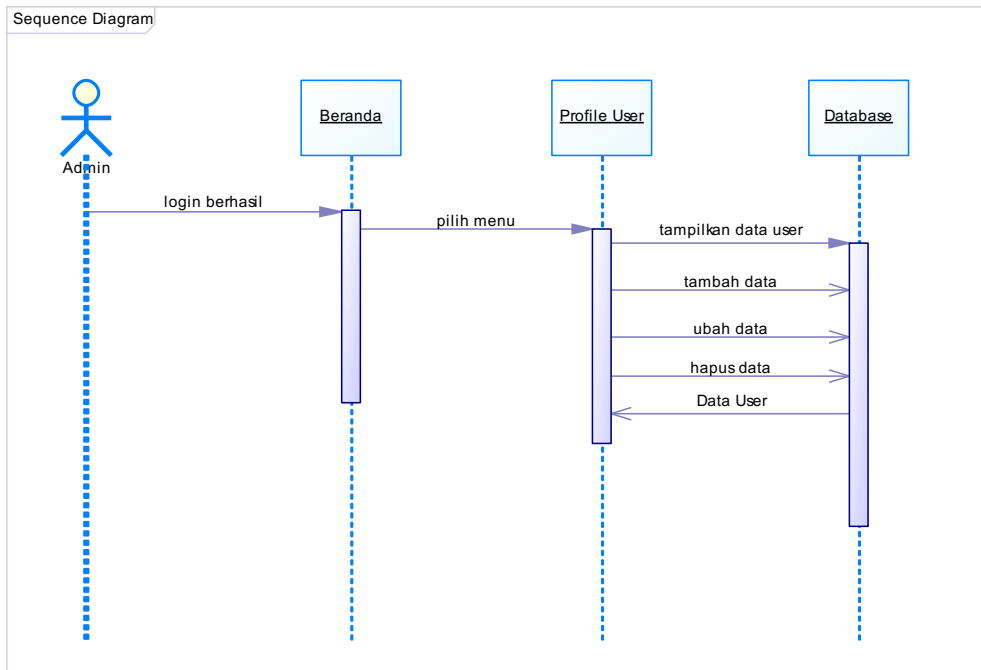 Sequence Diagram
Beranda
Profile User
Database
Admin
login berhasil
pilih menu
tampilkan data user
tambah data
ubah data
hapus data
Data User